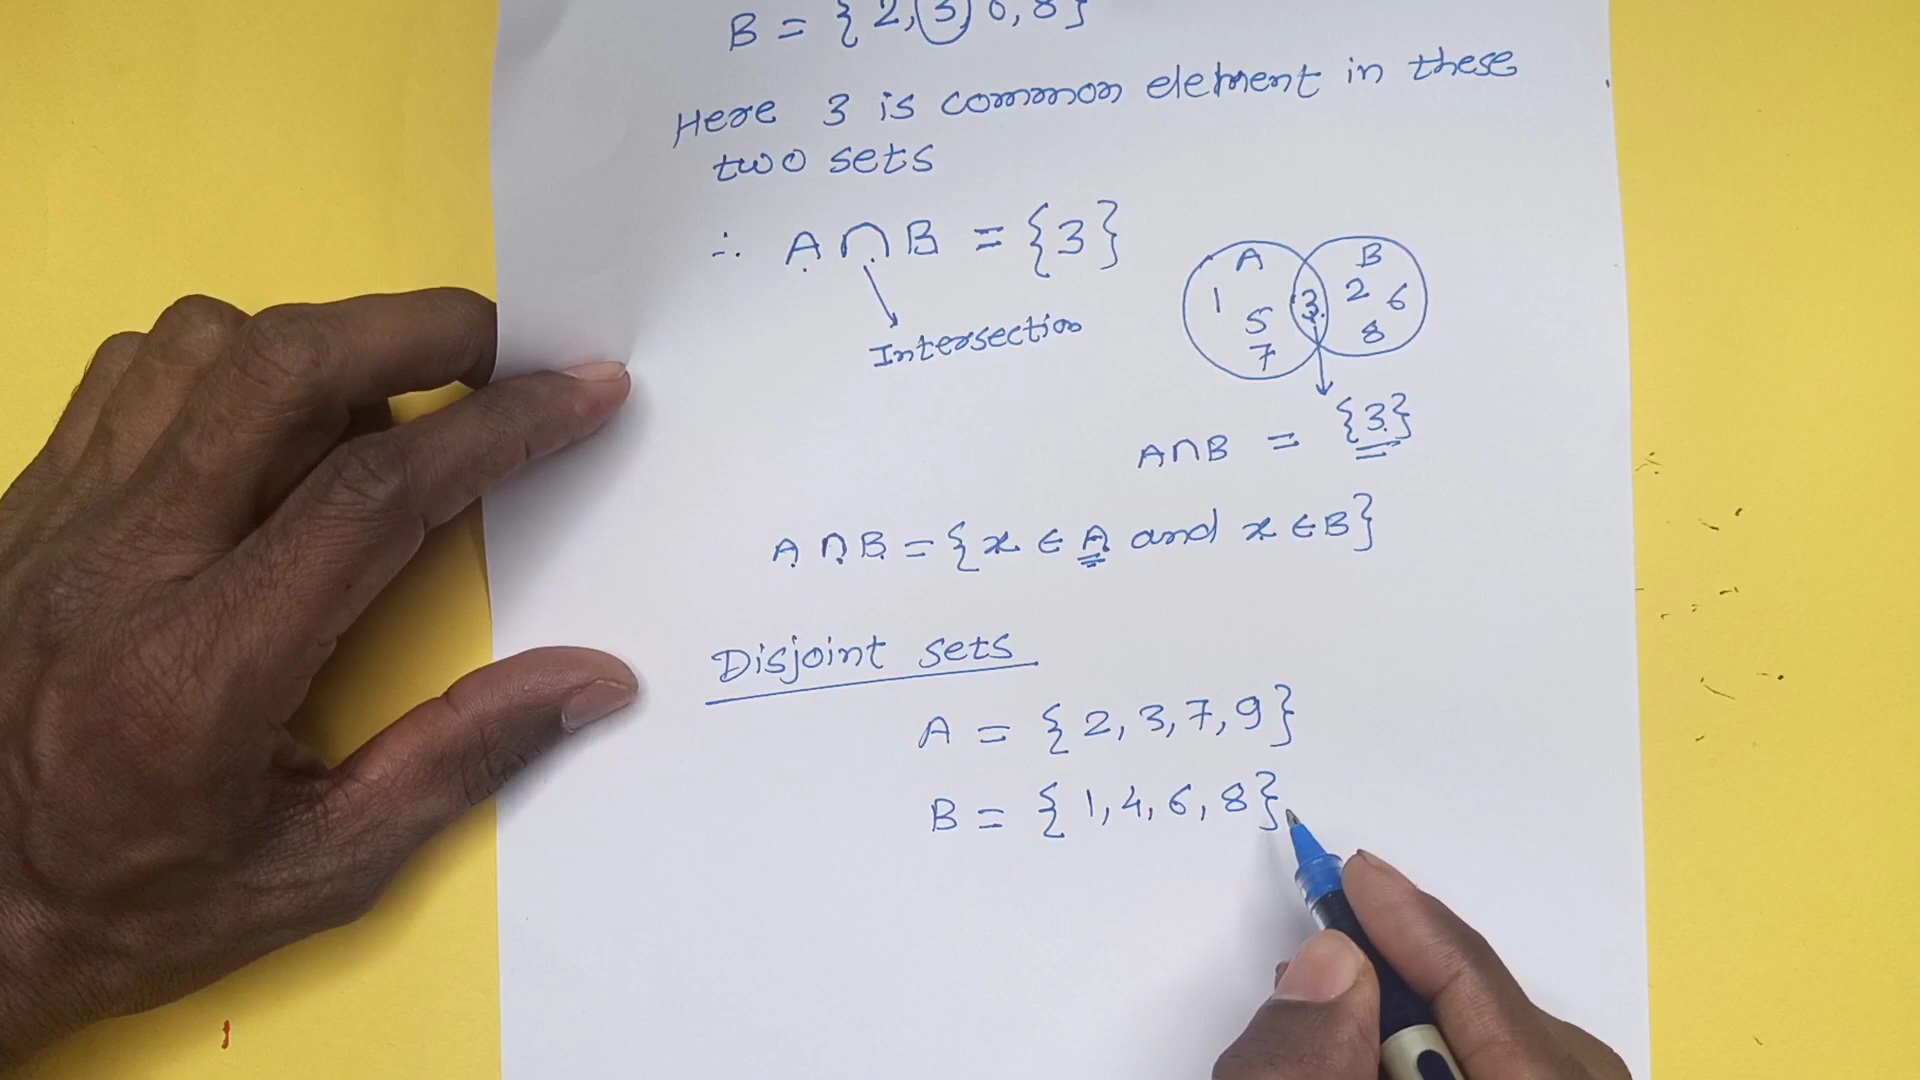 B = {2, 3, 6, 8}
Here 3 is common element in these
two sets
∴ A∩B = {3}
Intersection
A B
1 5 7 3 2 6 8
A∩B = {3}
A∩B = {x ∈ A and x ∈ B}
Disjoint sets
A = {2, 3, 7, 9}
B = {1, 4, 6, 8}